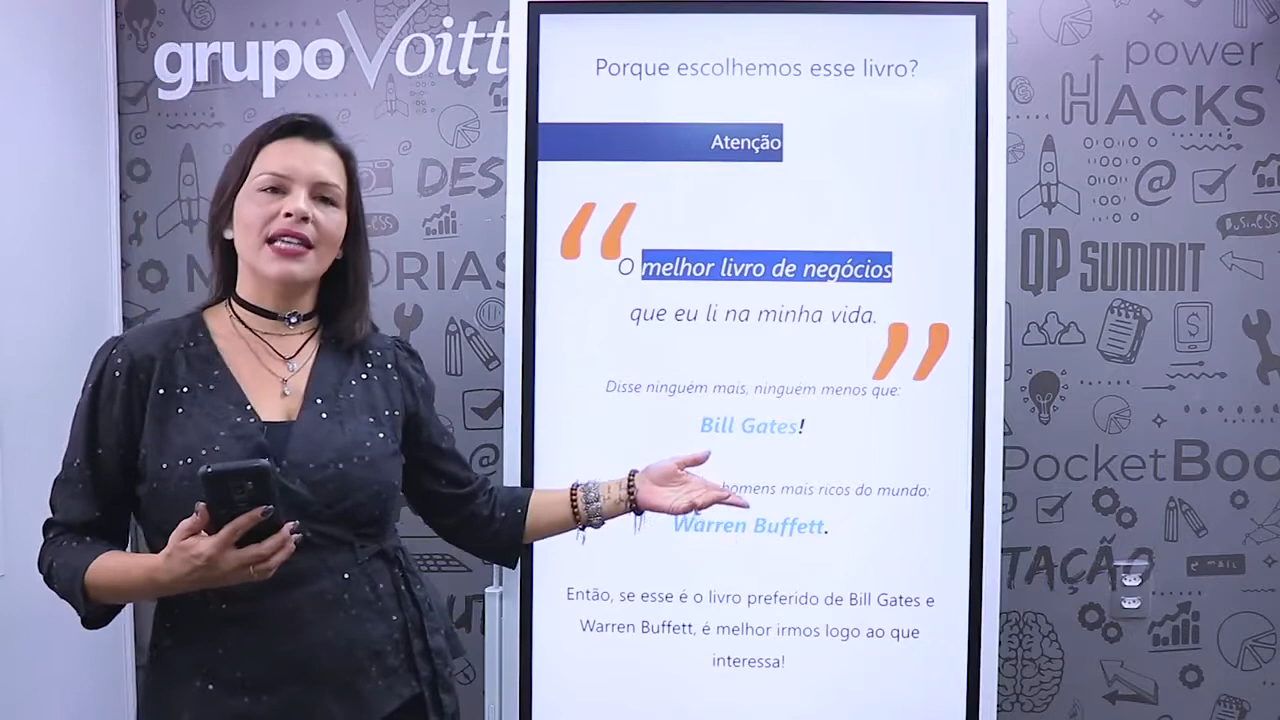 grupoVoitt
Porque escolhemos esse livro?
Atenção
“O melhor livro de negócios
que eu li na minha vida.”
Disse ninguém mais, ninguém menos que:
Bill Gates!
homens mais ricos do mundo:
Warren Buffett.
Então, se esse é o livro preferido de Bill Gates e
Warren Buffett, é melhor irmos logo ao que
interessa!
power
HACKS
BUSINESS
QP SUMMIT
PocketBoo
TAÇÃO
e mail
DES
M
ORIAS